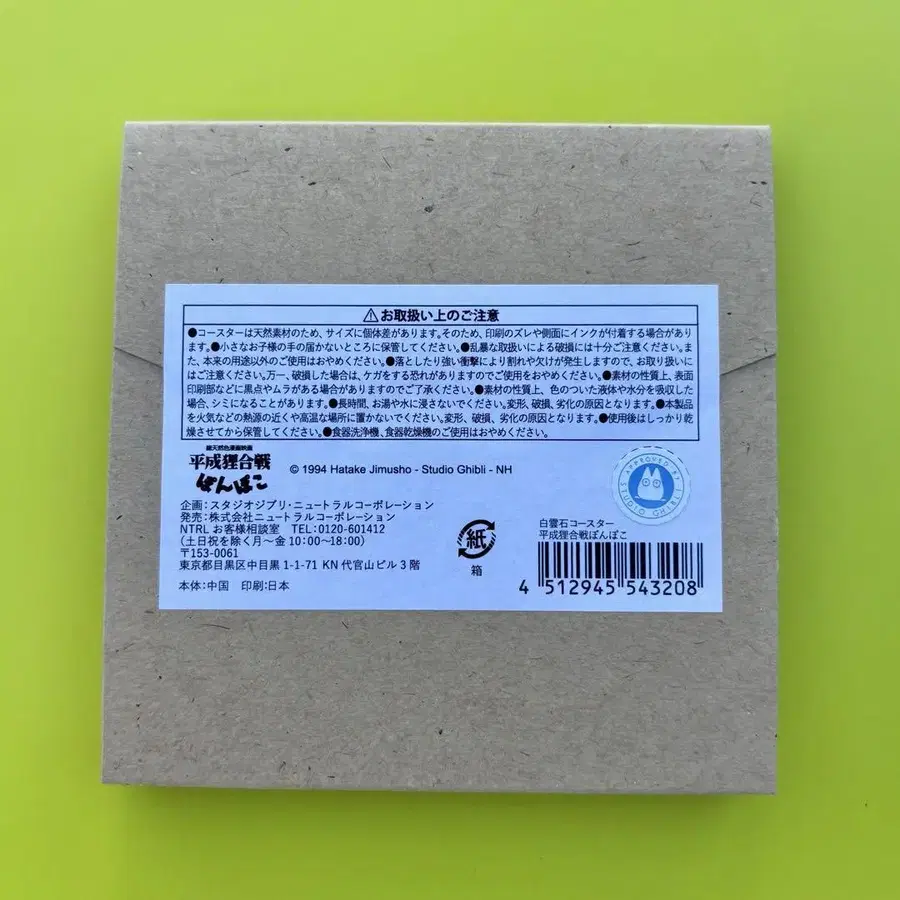 ⚠お取扱い上のご注意
●コースターは天然素材のため、サイズに個体差があります。そのため、印刷のズレや側面にインクが付着する場合があり
ます。●小さなお子様の手の届かないところに保管してください。●乱暴な取扱いによる破損には十分ご注意ください。ま
た、本来の用途以外のご使用はおやめください。●落としたり強い衝撃により割れや欠けが発生しますので、お取り扱いに
はご注意ください。万一、破損した場合は、ケガをする恐れがありますのでご使用をおやめください。●素材の性質上、表面
印刷部などに黒点やムラがある場合がありますのでご了承ください。●素材の性質上、色のついた液体や水分を吸収した
場合、シミになることがあります。●長時間、お湯や水に浸さないでください。変形、破損、劣化の原因となります。●本製品
を火気などの熱源の近くや高温な場所に置かないでください。変形、破損、劣化の原因となります。●使用後はしっかり乾
燥させてから保管してください。●食器洗浄機、食器乾燥機のご使用はおやめください。
総天然色漫画映画
平成狸合戦
ぽんぽこ
© 1994 Hatake Jimusho - Studio Ghibli - NH
APPROVED BY STUDIO GHIBLI
企画：スタジオジブリ・ニュートラルコーポレーション
発売：株式会社ニュートラルコーポレーション
NTRL お客様相談室 TEL：0120-601412
（土日祝を除く月〜金 10：00〜18：00）
〒153-0061
東京都目黒区中目黒 1-1-71 KN 代官山ビル 3 階
本体：中国 印刷：日本
紙
箱
白雲石コースター
平成狸合戦ぽんぽこ
4 512945 543208